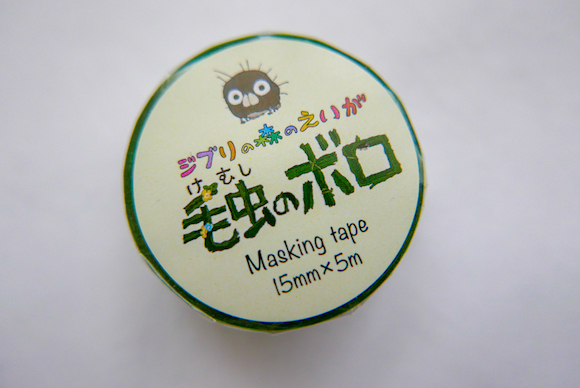 ジブリの森のえいが
けむし
毛虫のボロ
Masking tape
15mm×5m